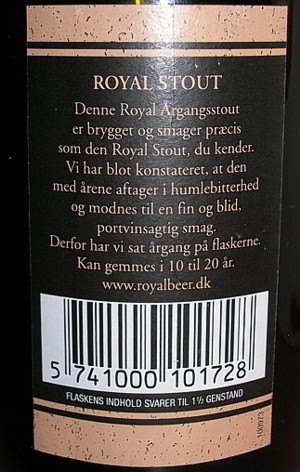 ROYAL STOUT
Denne Royal Årgangsstout
er brygget og smager præcis
som den Royal Stout, du kender.
Vi har blot konstateret, at den
med årene aftager i humlebitterhed
og modnes til en fin og blid,
portvinsagtig smag.
Derfor har vi sat årgang på flaskerne.
Kan gemmes i 10 til 20 år.
www.royalbeer.dk
5 741000 101728
FLASKENS INDHOLD SVARER TIL 1½ GENSTAND
100973